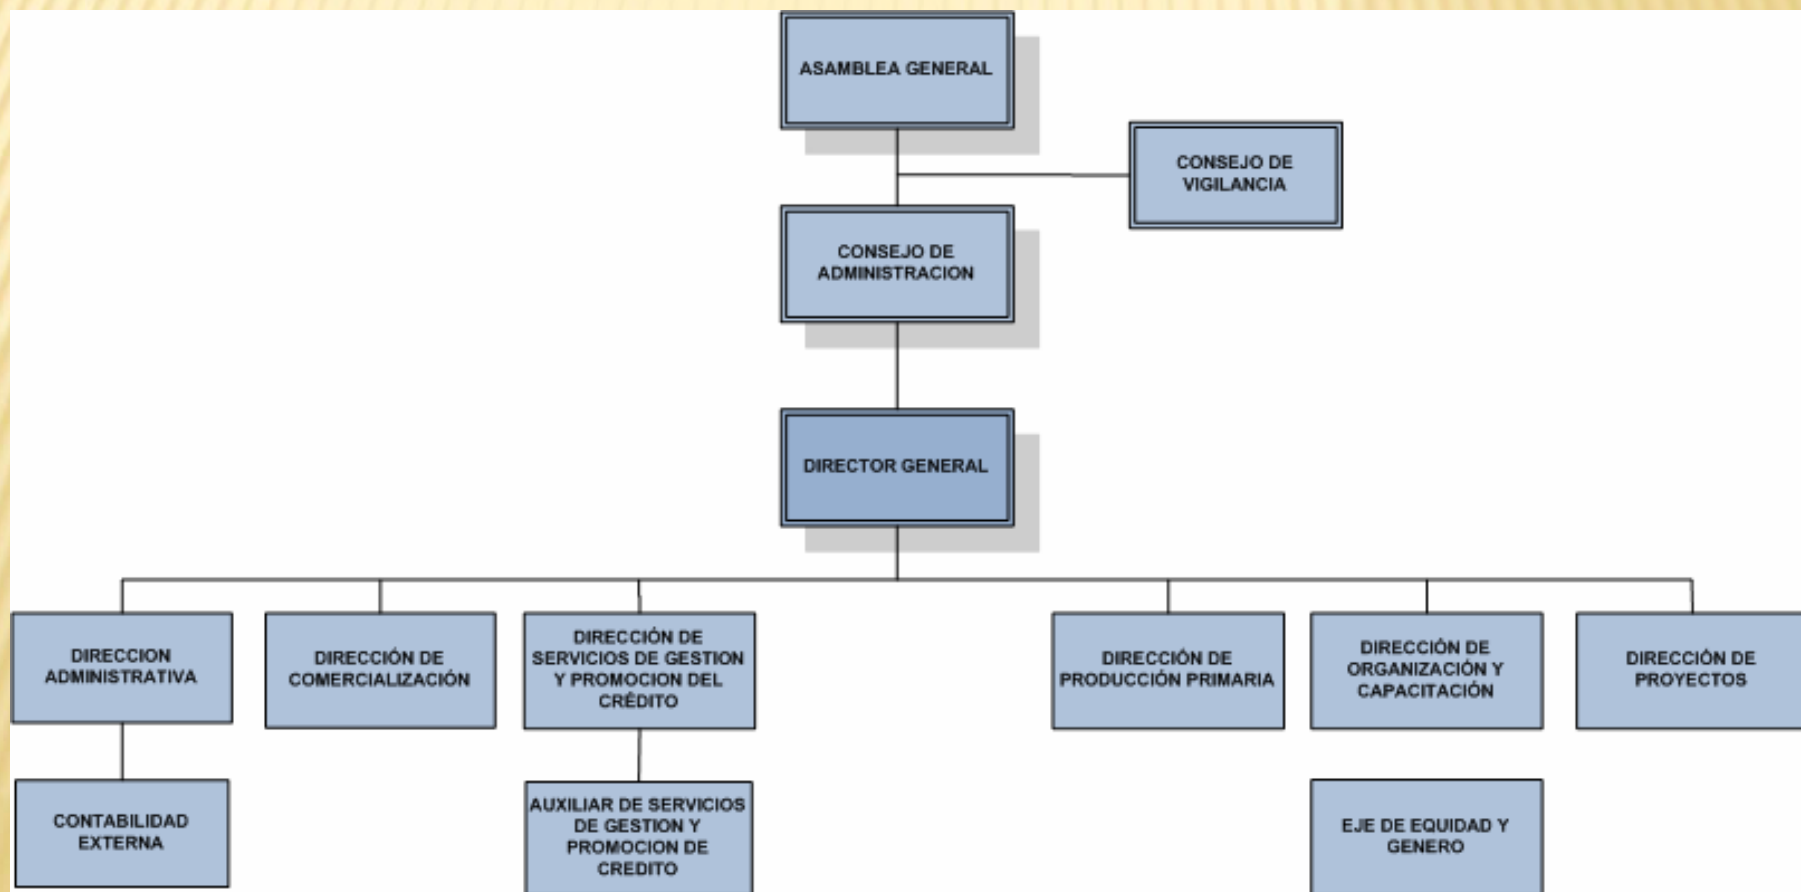 ASAMBLEA GENERAL
CONSEJO DE
VIGILANCIA
CONSEJO DE
ADMINISTRACION
DIRECTOR GENERAL
DIRECCION
ADMINISTRATIVA
DIRECCIÓN DE
COMERCIALIZACIÓN
DIRECCIÓN DE
SERVICIOS DE GESTION
Y PROMOCION DEL
CRÉDITO
DIRECCIÓN DE
PRODUCCIÓN PRIMARIA
DIRECCIÓN DE
ORGANIZACIÓN Y
CAPACITACIÓN
DIRECCIÓN DE
PROYECTOS
CONTABILIDAD
EXTERNA
AUXILIAR DE SERVICIOS
DE GESTION Y
PROMOCION DE
CREDITO
EJE DE EQUIDAD Y
GENERO